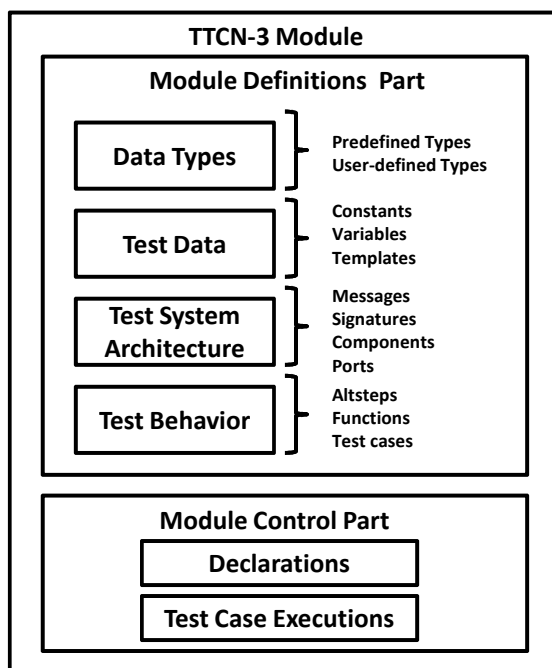 TTCN-3 Module
Module Definitions Part
Data Types
Predefined Types
User-defined Types
Test Data
Constants
Variables
Templates
Test System
Architecture
Messages
Signatures
Components
Ports
Test Behavior
Altsteps
Functions
Test cases
Module Control Part
Declarations
Test Case Executions